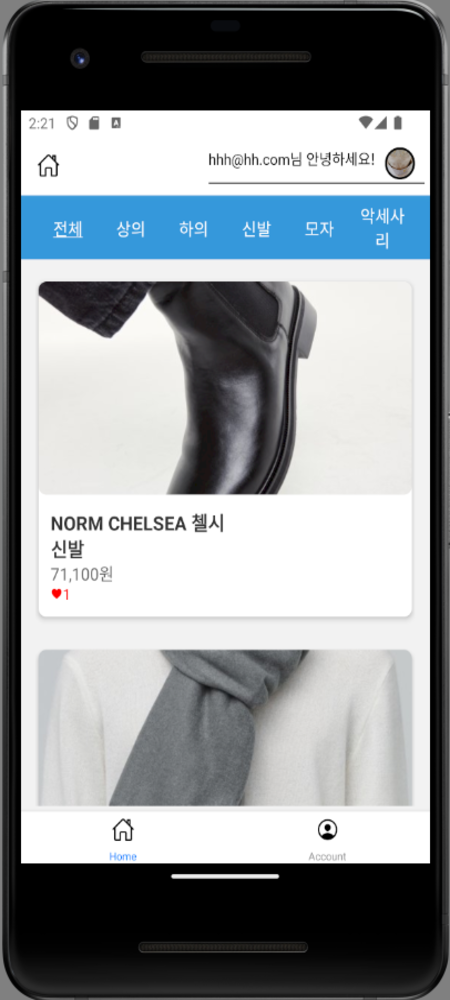 2:21
hhh@hh.com님 안녕하세요!
전체 상의 하의 신발 모자 악세사
리
NORM CHELSEA 첼시
신발
71,100원
1
Home Account